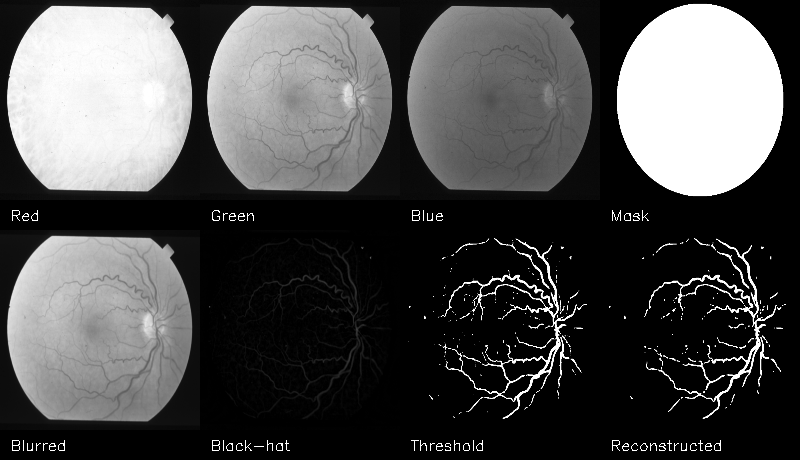 Red
Green
Blue
Mask
Blurred
Black-hat
Threshold
Reconstructed